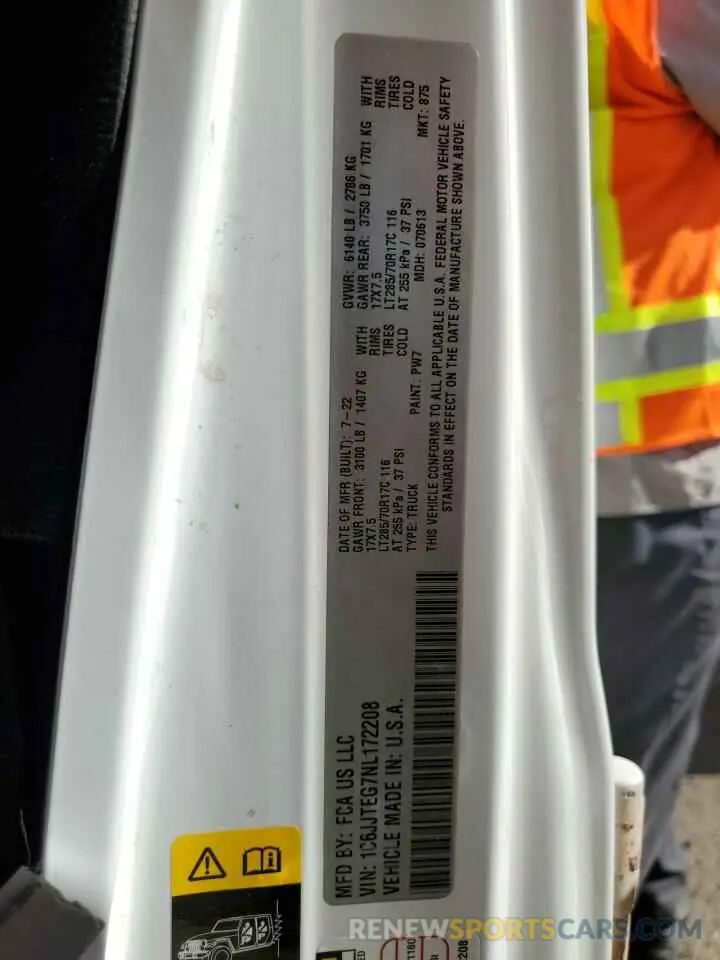 MFD BY: FCA US LLC
VIN: 1C6JJTEG7NL172208
VEHICLE MADE IN: U.S.A.
DATE OF MFR (BUILT): 7-22 GVWR: 6140 LB / 2786 KG
GAWR FRONT: 3100 LB / 1407 KG WITH GAWR REAR: 3750 LB / 1701 KG WITH
17X7.5 RIMS 17X7.5 RIMS
LT285/70R17C 116 TIRES LT285/70R17C 116 TIRES
AT 255 kPa / 37 PSI COLD AT 255 kPa / 37 PSI COLD
TYPE: TRUCK PAINT: PW7 MDH: 070613 MKT: 875
THIS VEHICLE CONFORMS TO ALL APPLICABLE U.S.A. FEDERAL MOTOR VEHICLE SAFETY
STANDARDS IN EFFECT ON THE DATE OF MANUFACTURE SHOWN ABOVE.
RENEWSPORTSCARS.COM